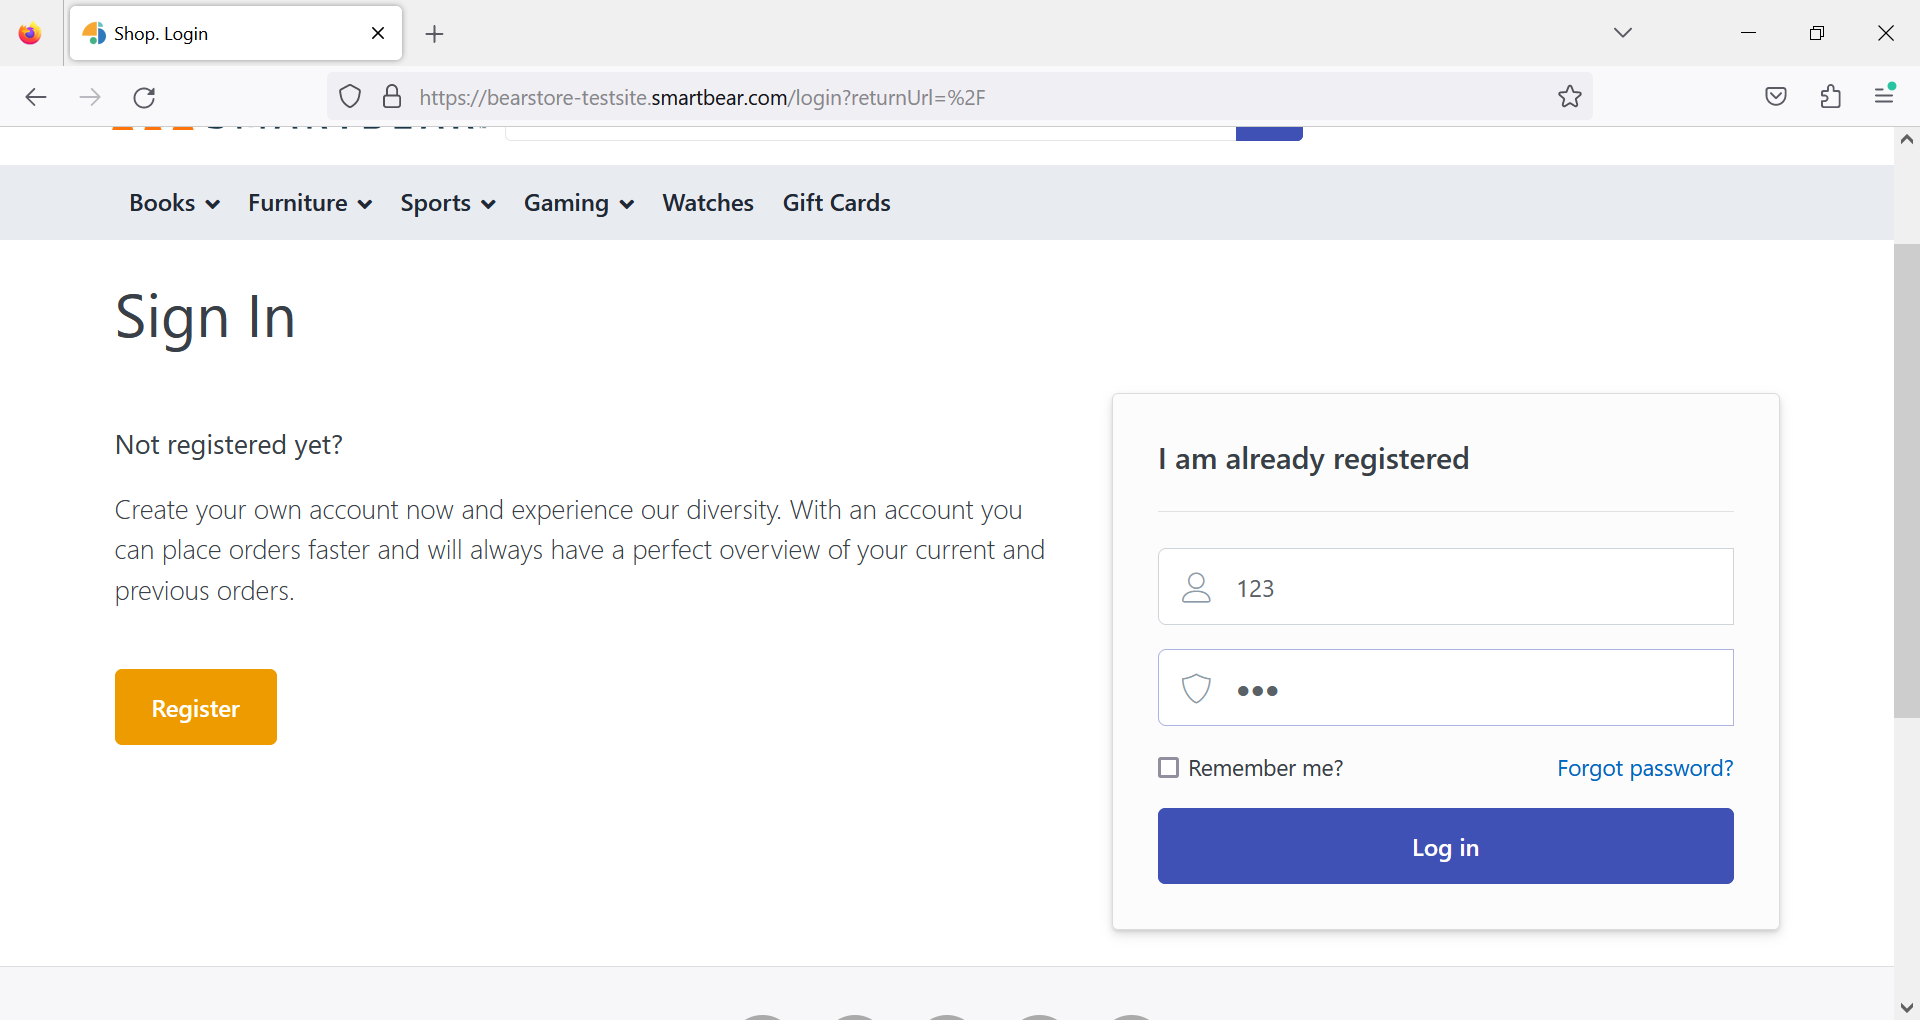 Shop. Login
https://bearstore-testsite.smartbear.com/login?returnUrl=%2F
Books Furniture Sports Gaming Watches Gift Cards
Sign In
Not registered yet?
Create your own account now and experience our diversity. With an account you
can place orders faster and will always have a perfect overview of your current and
previous orders.
Register
I am already registered
123
•••
Remember me? Forgot password?
Log in